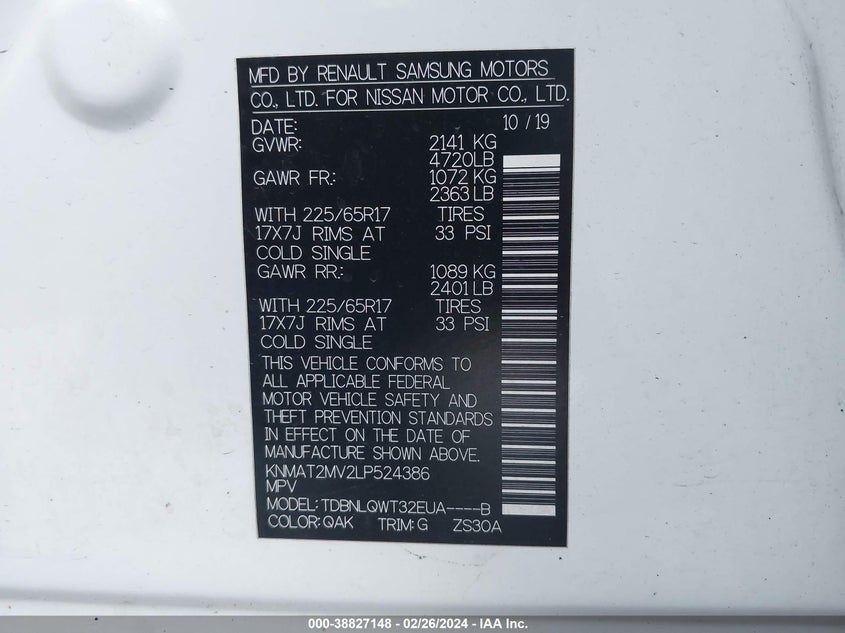 MFD BY RENAULT SAMSUNG MOTORS
CO., LTD. FOR NISSAN MOTOR CO., LTD.
DATE: 10 / 19
GVWR: 2141 KG
4720LB
GAWR FR: 1072 KG
2363 LB
WITH 225/65R17 TIRES
17X7J RIMS AT 33 PSI
COLD SINGLE
GAWR RR: 1089 KG
2401 LB
WITH 225/65R17 TIRES
17X7J RIMS AT 33 PSI
COLD SINGLE
THIS VEHICLE CONFORMS TO
ALL APPLICABLE FEDERAL
MOTOR VEHICLE SAFETY AND
THEFT PREVENTION STANDARDS
IN EFFECT ON THE DATE OF
MANUFACTURE SHOWN ABOVE.
KNMAT2MV2LP524386
MPV
MODEL: TDBNLQWT32EUA----B
COLOR: QAK TRIM: G ZS30A
000-38827148 - 02/26/2024 - IAA Inc.